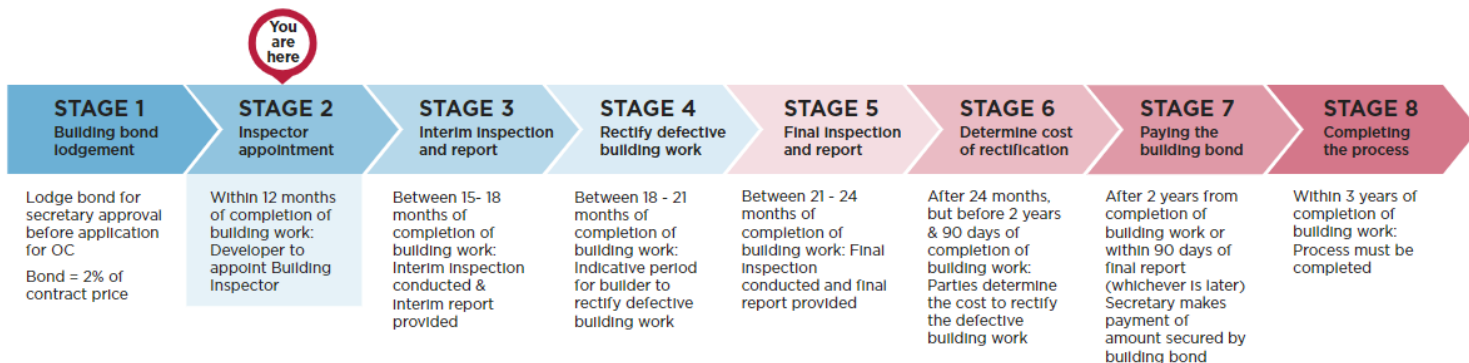 You
are
here
STAGE 1
Building bond
lodgement
Lodge bond for
secretary approval
before application
for OC
Bond = 2% of
contract price
STAGE 2
Inspector
appointment
Within 12 months
of completion of
building work:
Developer to
appoint Building
Inspector
STAGE 3
Interim inspection
and report
Between 15- 18
months of
completion of
building work:
Interim inspection
conducted &
interim report
provided
STAGE 4
Rectify defective
building work
Between 18 - 21
months of
completion of
building work:
Indicative period
for builder to
rectify defective
building work
STAGE 5
Final inspection
and report
Between 21 - 24
months of
completion of
building work: Final
inspection
conducted and final
report provided
STAGE 6
Determine cost
of rectification
After 24 months,
but before 2 years
& 90 days of
completion of
building work:
Parties determine
the cost to rectify
the defective
building work
STAGE 7
Paying the
building bond
After 2 years from
completion of
building work or
within 90 days of
final report
(whichever is later)
Secretary makes
payment of
amount secured by
building bond
STAGE 8
Completing
the process
Within 3 years of
completion of
building work:
Process must be
completed